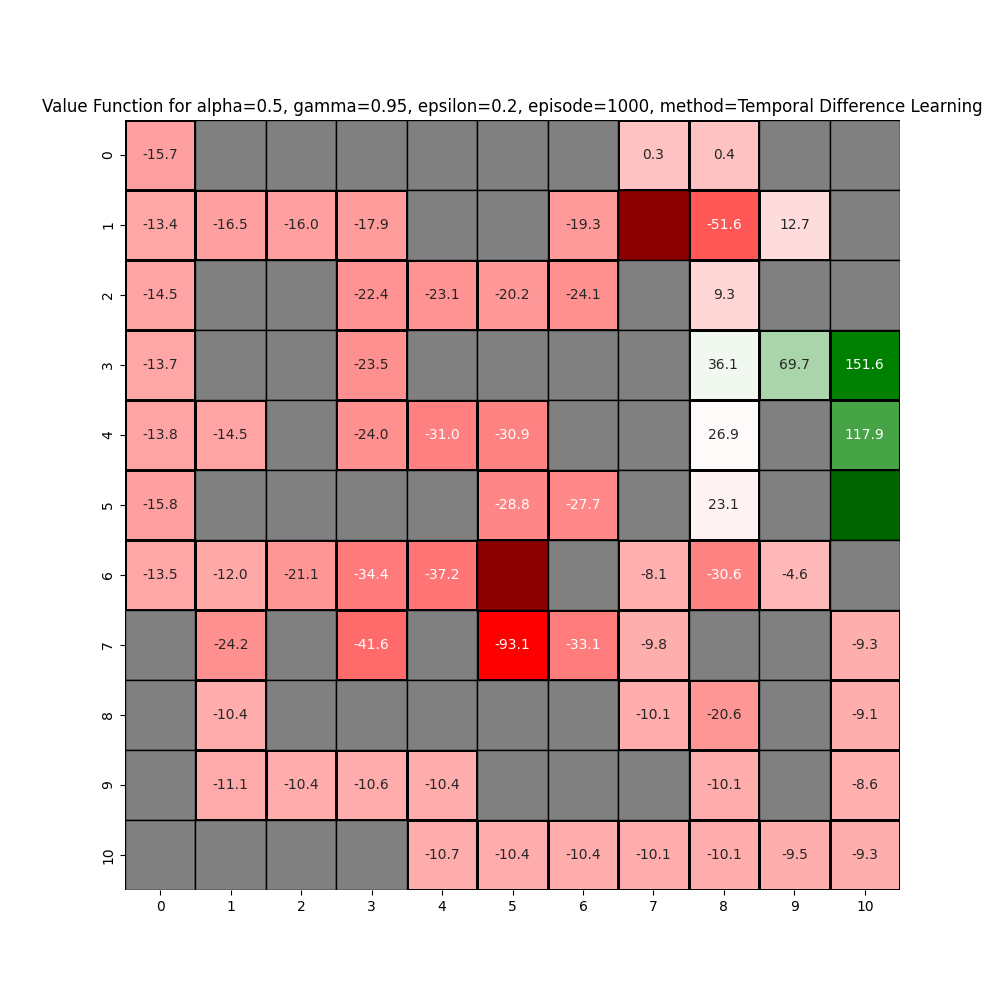 Value Function for alpha=0.5, gamma=0.95, epsilon=0.2, episode=1000, method=Temporal Difference Learning
0 -15.7 0.3 0.4
1 -13.4 -16.5 -16.0 -17.9 -19.3 -51.6 12.7
2 -14.5 -22.4 -23.1 -20.2 -24.1 9.3
3 -13.7 -23.5 36.1 69.7 151.6
4 -13.8 -14.5 -24.0 -31.0 -30.9 26.9 117.9
5 -15.8 -28.8 -27.7 23.1
6 -13.5 -12.0 -21.1 -34.4 -37.2 -8.1 -30.6 -4.6
7 -24.2 -41.6 -93.1 -33.1 -9.8 -9.3
8 -10.4 -10.1 -20.6 -9.1
9 -11.1 -10.4 -10.6 -10.4 -10.1 -8.6
10 -10.7 -10.4 -10.4 -10.1 -10.1 -9.5 -9.3
0 1 2 3 4 5 6 7 8 9 10